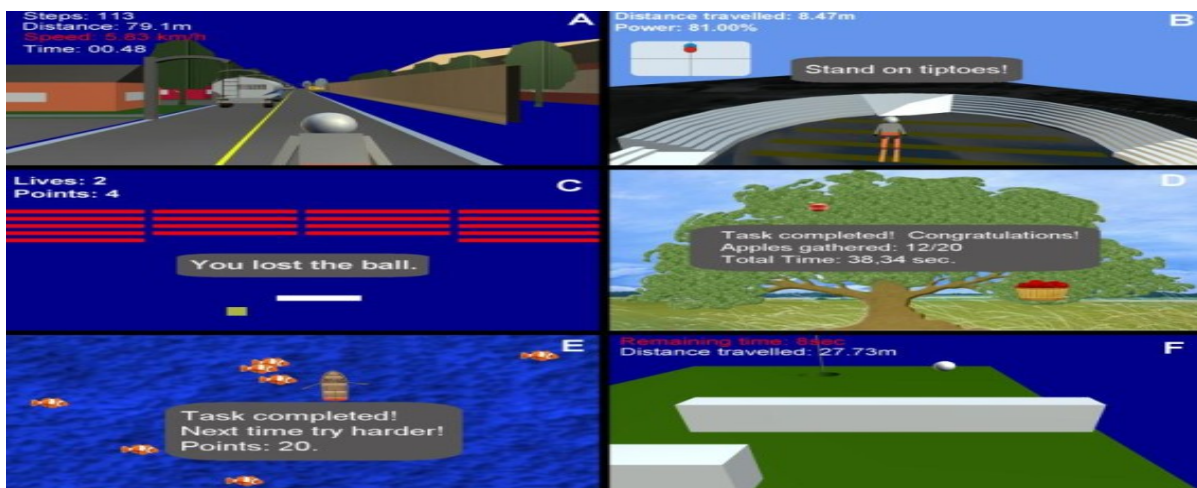 Steps: 113
Distance: 79.1m
Speed: 5.83 km/h
Time: 00.48
A
Distance travelled: 8.47m
Power: 81.00%
B
Stand on tiptoes!
Lives: 2
Points: 4
C
You lost the ball.
D
Task completed! Congratulations!
Apples gathered: 12/20
Total Time: 38,34 sec.
E
Task completed!
Next time try harder!
Points: 20.
Remaining time: 8sec
Distance travelled: 27.73m
F